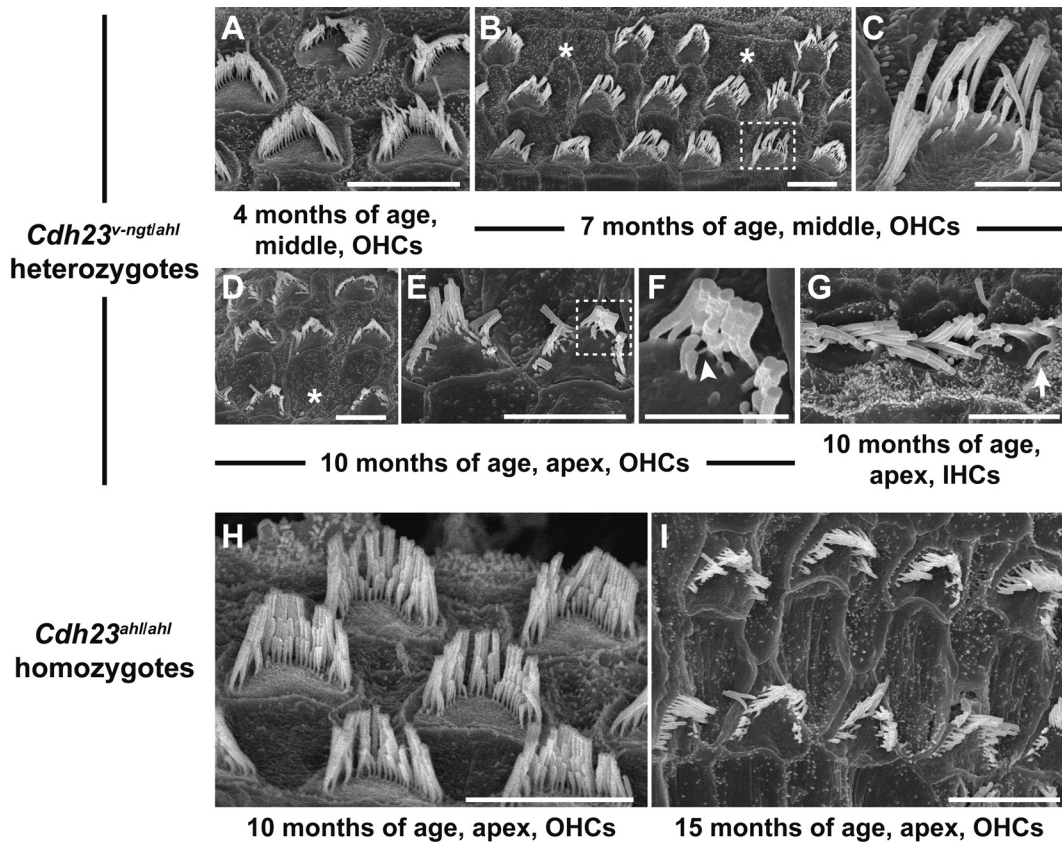 A
B
*
*
C
4 months of age,
middle, OHCs
7 months of age, middle, OHCs
Cdh23v-ngt/ahl
heterozygotes
D
*
E
F
G
10 months of age, apex, OHCs
10 months of age,
apex, IHCs
H
I
Cdh23ahl/ahl
homozygotes
10 months of age, apex, OHCs
15 months of age, apex, OHCs